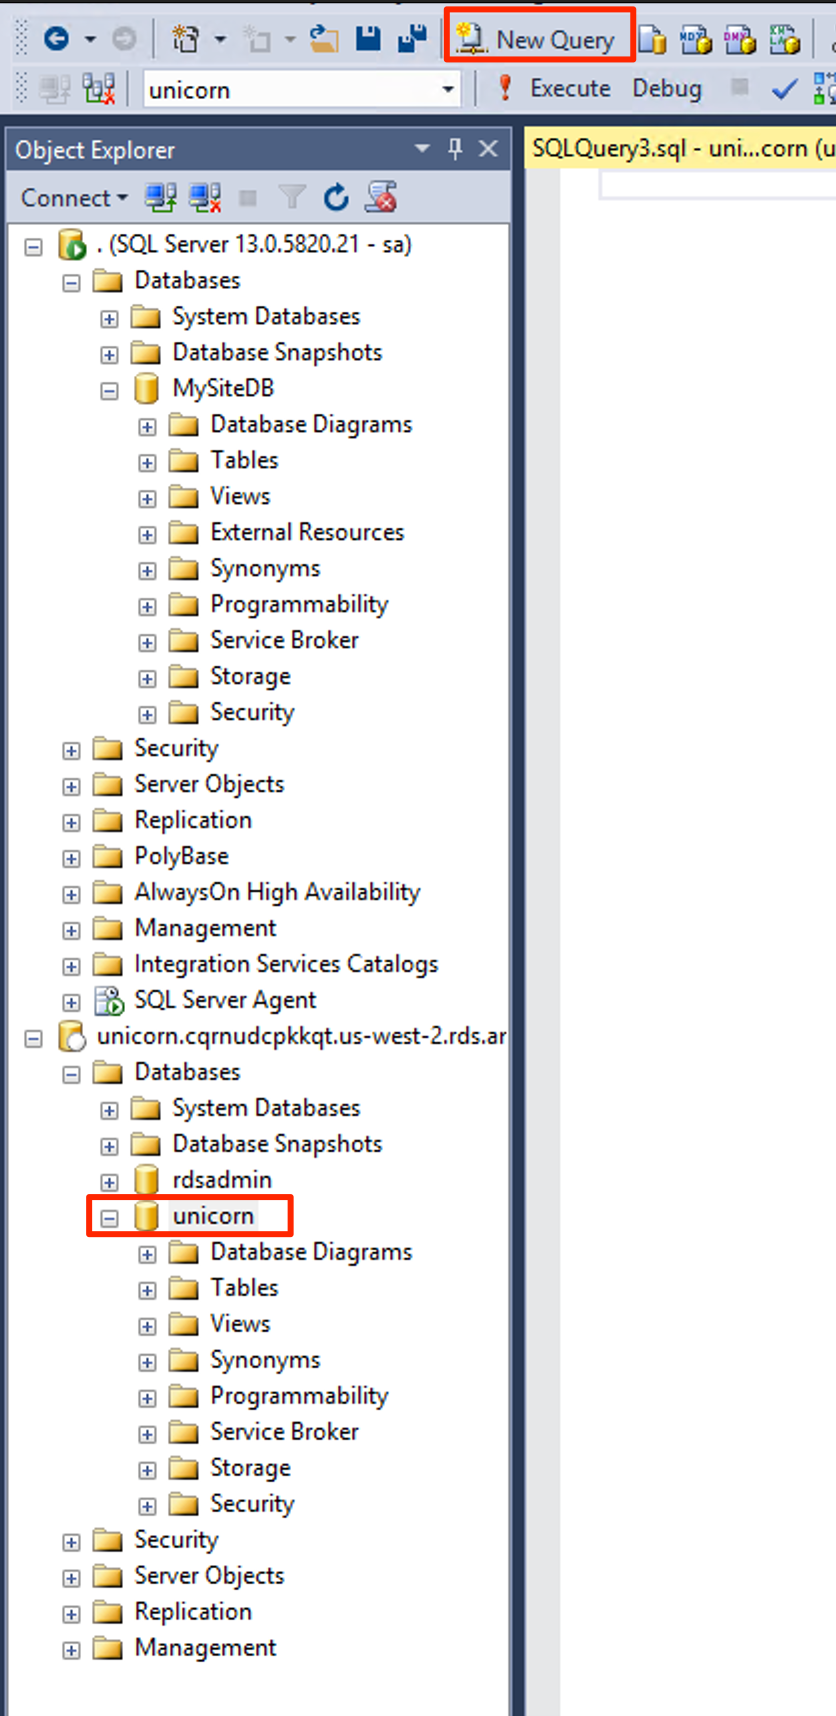 New Query
unicorn
Execute Debug
Object Explorer
SQLQuery3.sql - uni...corn (u
Connect
. (SQL Server 13.0.5820.21 - sa)
Databases
System Databases
Database Snapshots
MySiteDB
Database Diagrams
Tables
Views
External Resources
Synonyms
Programmability
Service Broker
Storage
Security
Security
Server Objects
Replication
PolyBase
AlwaysOn High Availability
Management
Integration Services Catalogs
SQL Server Agent
unicorn.cqrnudcpkkqt.us-west-2.rds.ar
Databases
System Databases
Database Snapshots
rdsadmin
unicorn
Database Diagrams
Tables
Views
Synonyms
Programmability
Service Broker
Storage
Security
Security
Server Objects
Replication
Management